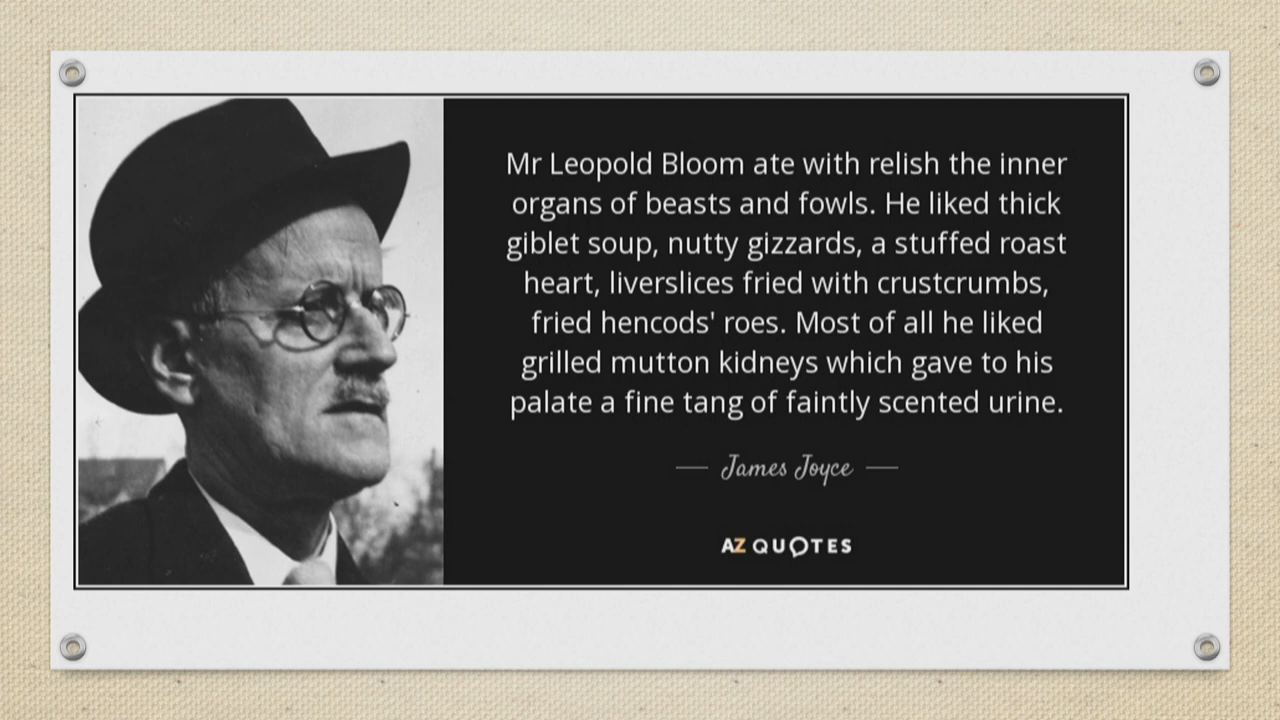 Mr Leopold Bloom ate with relish the inner
organs of beasts and fowls. He liked thick
giblet soup, nutty gizzards, a stuffed roast
heart, liverslices fried with crustcrumbs,
fried hencods' roes. Most of all he liked
grilled mutton kidneys which gave to his
palate a fine tang of faintly scented urine.
James Joyce
AZ QUOTES